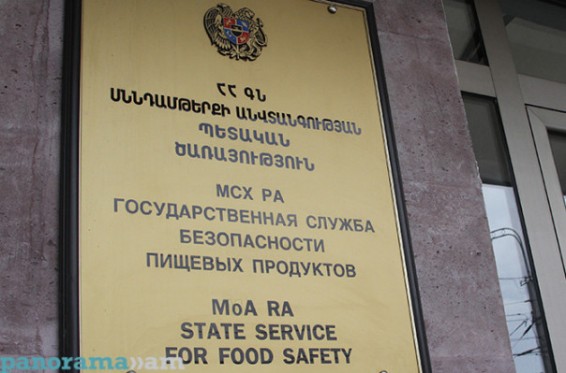 ՀՀ ԳՆ
ՍՆՆԴԱՄԹԵՐՔԻ ԱՆՎՏԱՆԳՈՒԹՅԱՆ
ՊԵՏԱԿԱՆ
ԾԱՌԱՅՈՒԹՅՈՒՆ
МСХ РА
ГОСУДАРСТВЕННАЯ СЛУЖБА
БЕЗОПАСНОСТИ
ПИЩЕВЫХ ПРОДУКТОВ
MoA RA
STATE SERVICE
FOR FOOD SAFETY
panorama»am